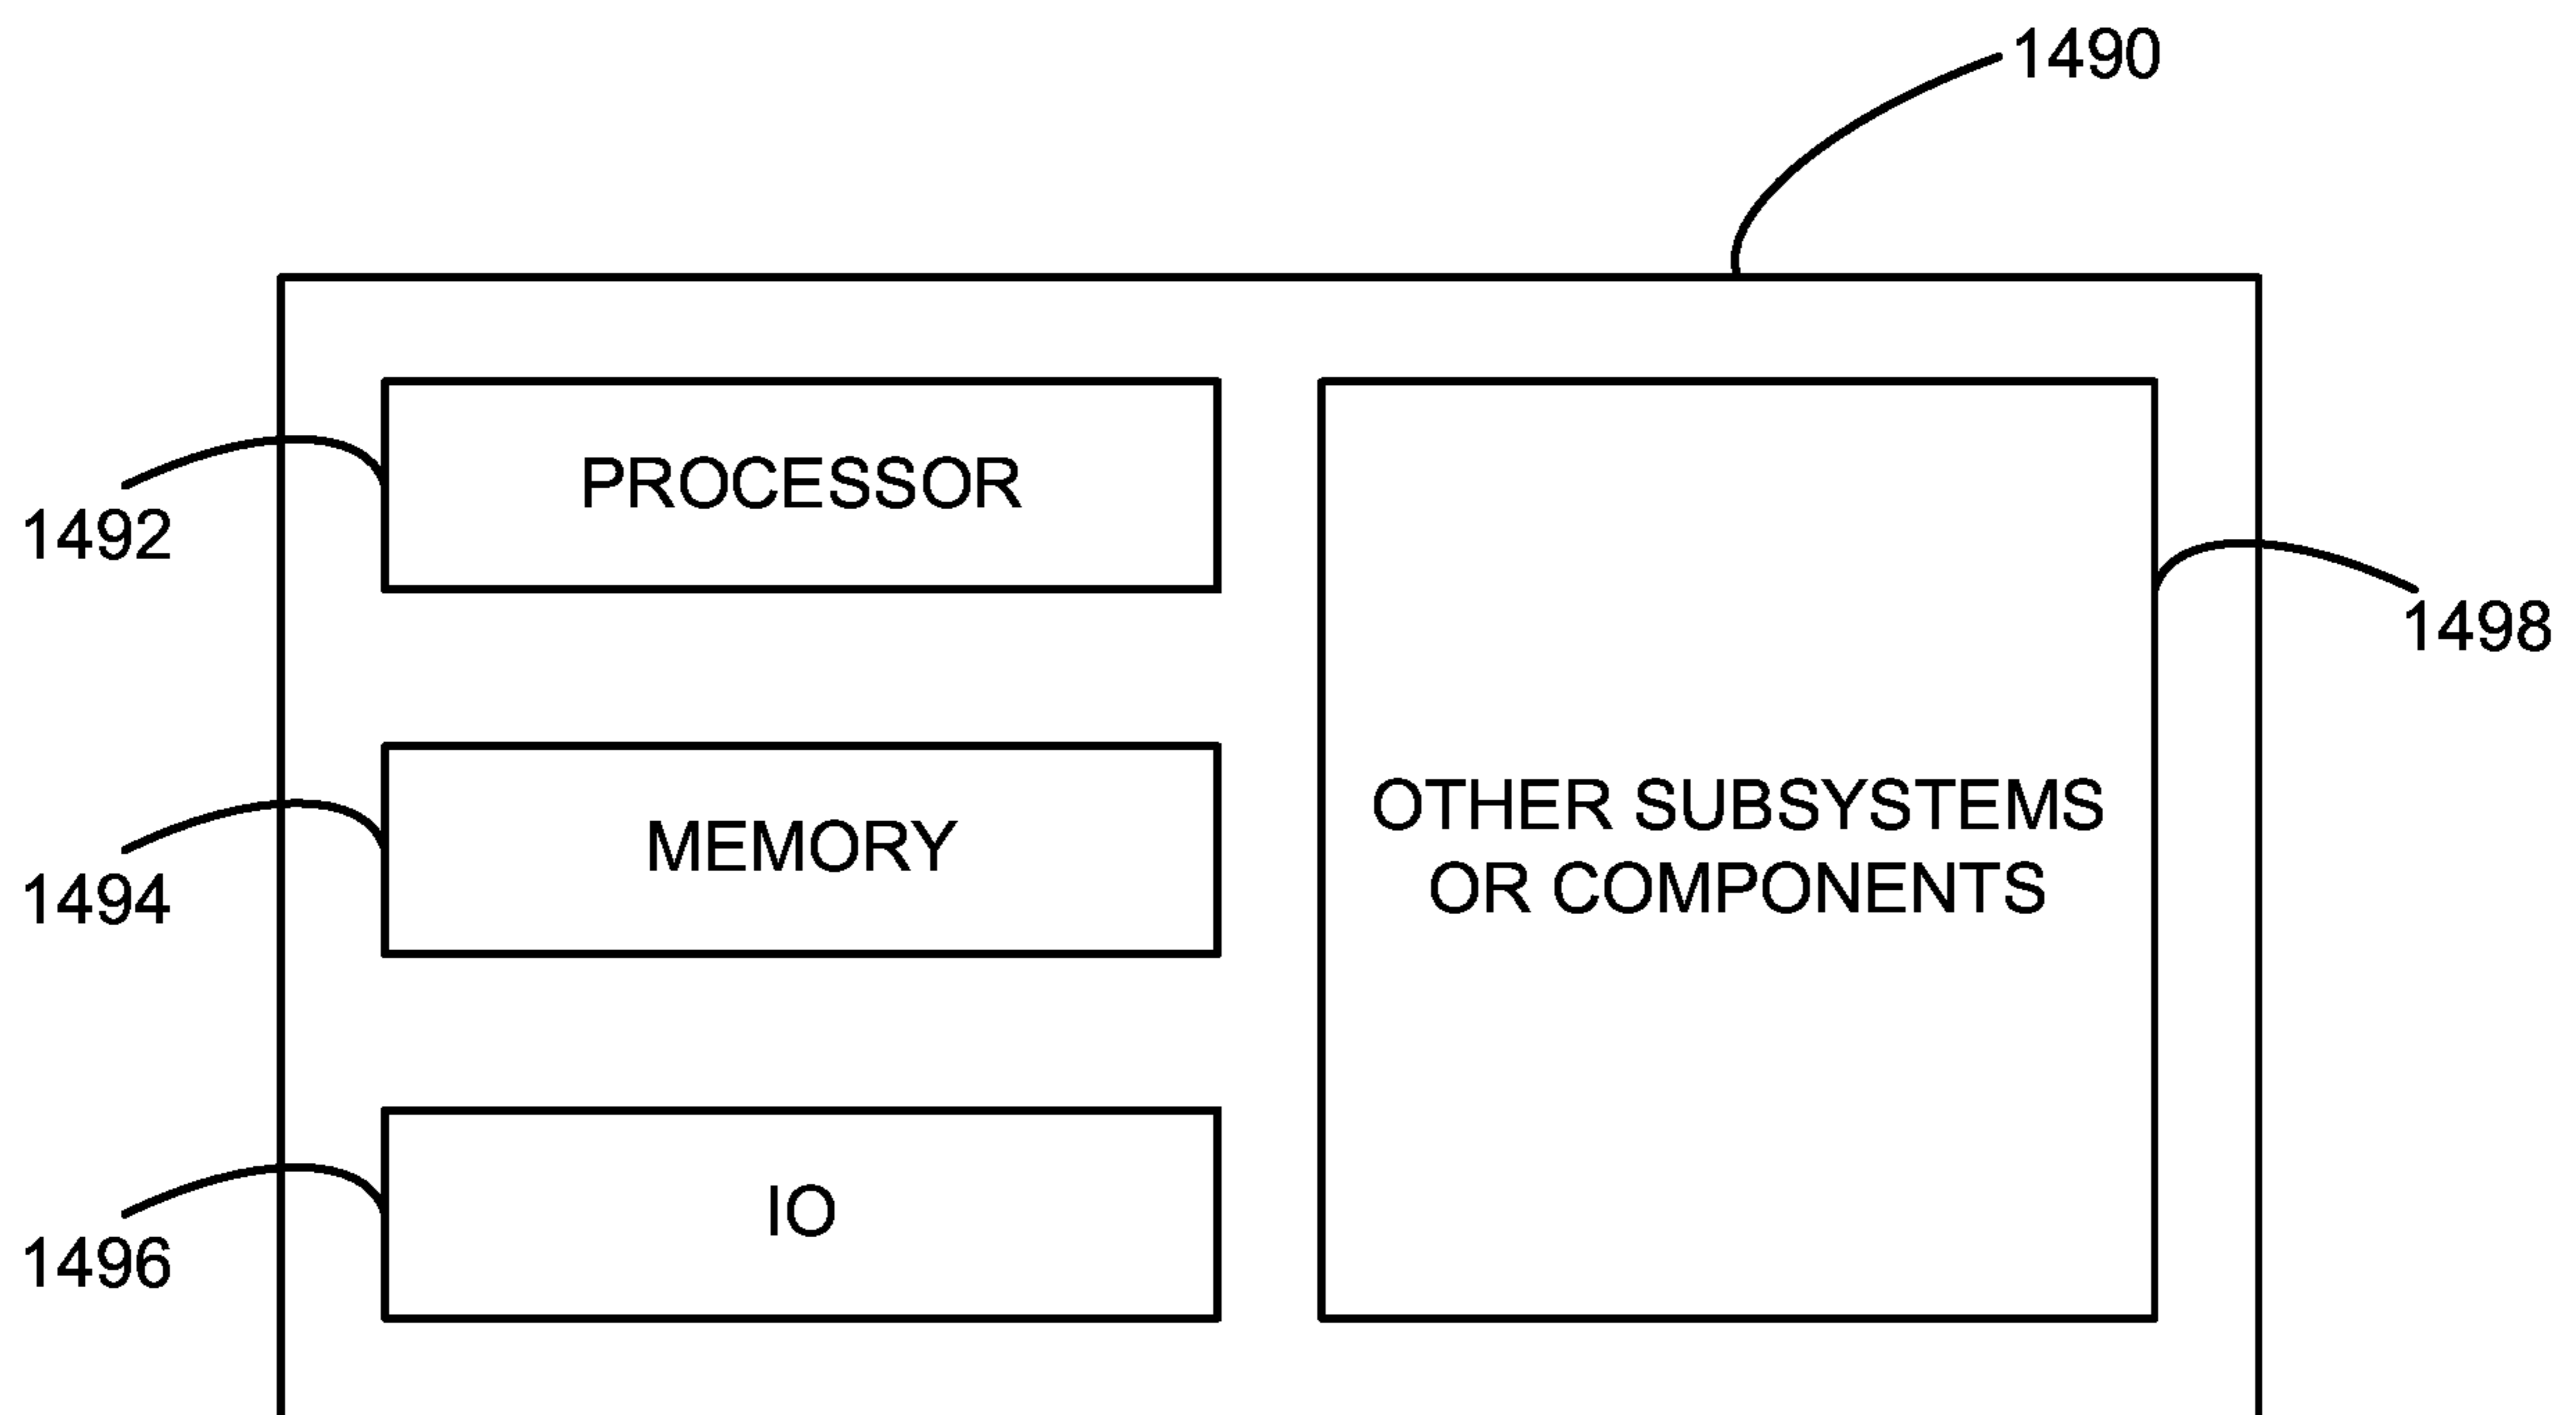 1490
PROCESSOR
1492
1498
MEMORY
1494
OTHER SUBSYSTEMS
OR COMPONENTS
IO
1496